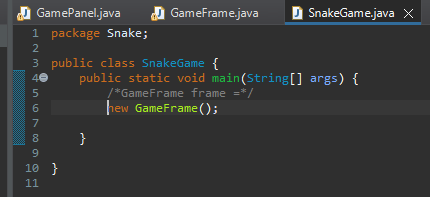 GamePanel.java GameFrame.java SnakeGame.java
1 package Snake;
2
3 public class SnakeGame {
4 public static void main(String[] args) {
5 /*GameFrame frame =*/
6 new GameFrame();
7
8 }
9
10 }
11